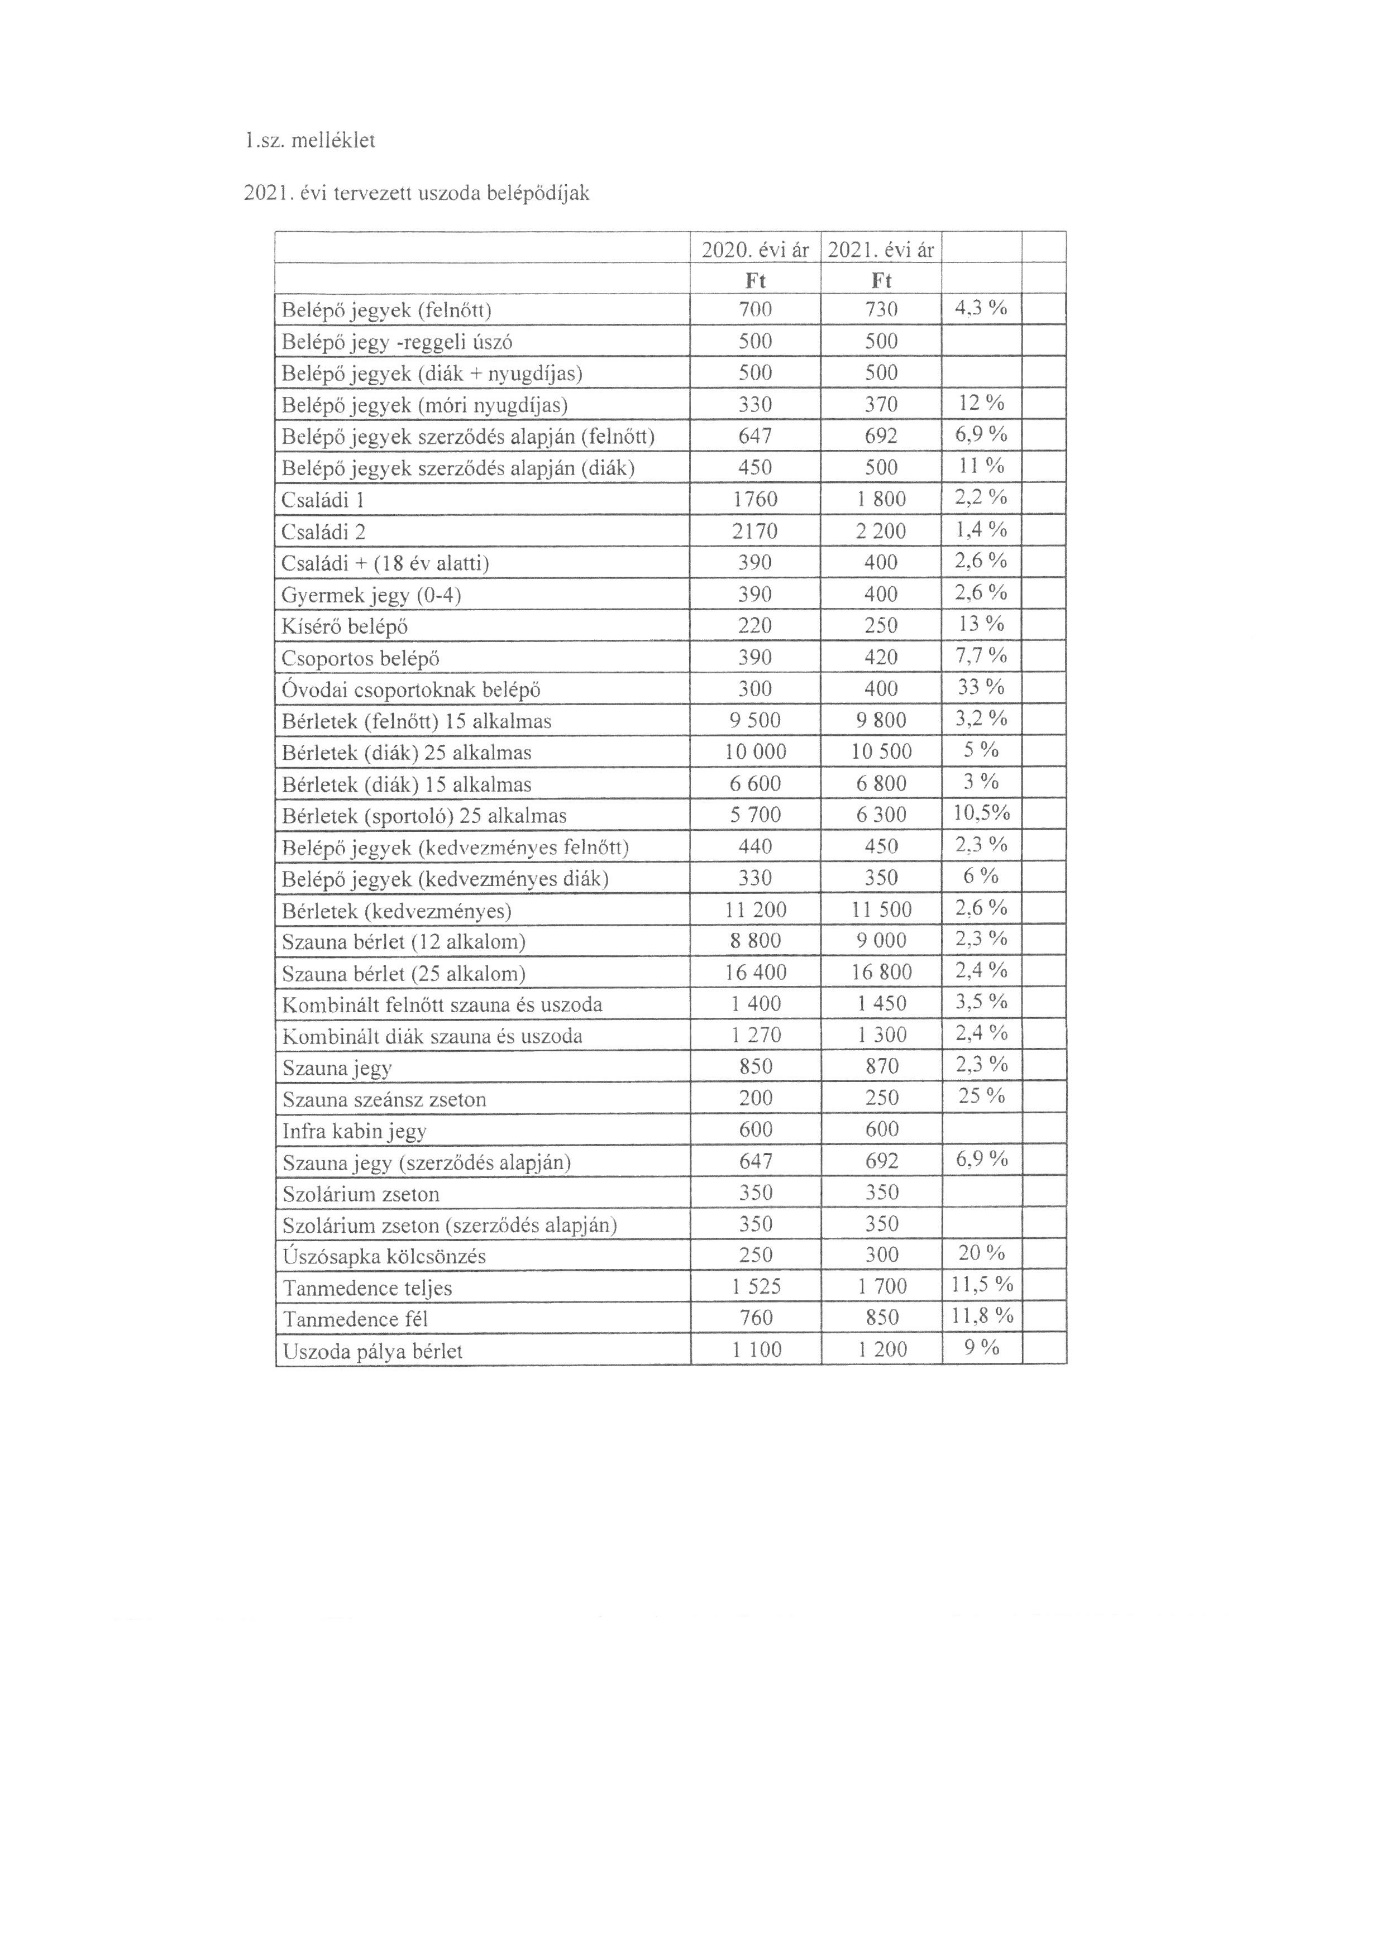 1.sz. melléklet
2021. évi tervezett uszoda belépődíjak
2020. évi ár 2021. évi ár
Ft Ft
Belépő jegyek (felnőtt) 700 730 4,3 %
Belépő jegy -reggeli úszó 500 500
Belépő jegyek (diák + nyugdíjas) 500 500
Belépő jegyek (móri nyugdíjas) 330 370 12 %
Belépő jegyek szerződés alapján (felnőtt) 647 692 6,9 %
Belépő jegyek szerződés alapján (diák) 450 500 11 %
Családi 1 1760 1 800 2,2 %
Családi 2 2170 2 200 1,4 %
Családi + (18 év alatti) 390 400 2,6 %
Gyermek jegy (0-4) 390 400 2,6 %
Kísérő belépő 220 250 13 %
Csoportos belépő 390 420 7,7 %
Óvodai csoportoknak belépő 300 400 33 %
Bérletek (felnőtt) 15 alkalmas 9 500 9 800 3,2 %
Bérletek (diák) 25 alkalmas 10 000 10 500 5 %
Bérletek (diák) 15 alkalmas 6 600 6 800 3 %
Bérletek (sportoló) 25 alkalmas 5 700 6 300 10,5%
Belépő jegyek (kedvezményes felnőtt) 440 450 2,3 %
Belépő jegyek (kedvezményes diák) 330 350 6 %
Bérletek (kedvezményes) 11 200 11 500 2,6 %
Szauna bérlet (12 alkalom) 8 800 9 000 2,3 %
Szauna bérlet (25 alkalom) 16 400 16 800 2,4 %
Kombinált felnőtt szauna és uszoda 1 400 1 450 3,5 %
Kombinált diák szauna és uszoda 1 270 1 300 2,4 %
Szauna jegy 850 870 2,3 %
Szauna szeánsz zseton 200 250 25 %
Infra kabin jegy 600 600
Szauna jegy (szerződés alapján) 647 692 6,9 %
Szolárium zseton 350 350
Szolárium zseton (szerződés alapján) 350 350
Úszósapka kölcsönzés 250 300 20 %
Tanmedence teljes 1 525 1 700 11,5 %
Tanmedence fél 760 850 11,8 %
Uszoda pálya bérlet 1 100 1 200 9 %